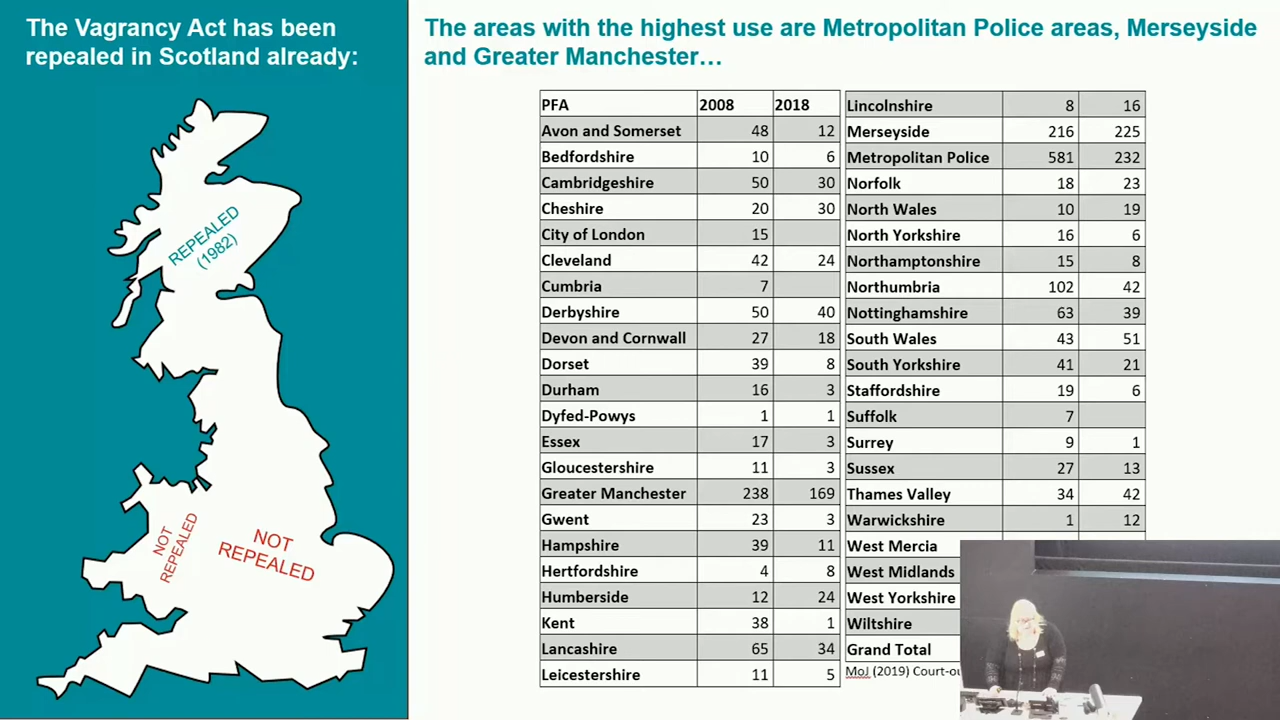 The Vagrancy Act has been
repealed in Scotland already:
REPEALED
(1982)
NOT
REPEALED
NOT
REPEALED
The areas with the highest use are Metropolitan Police areas, Merseyside
and Greater Manchester…
PFA 2008 2018
Avon and Somerset 48 12
Bedfordshire 10 6
Cambridgeshire 50 30
Cheshire 20 30
City of London 15
Cleveland 42 24
Cumbria 7
Derbyshire 50 40
Devon and Cornwall 27 18
Dorset 39 8
Durham 16 3
Dyfed-Powys 1 1
Essex 17 3
Gloucestershire 11 3
Greater Manchester 238 169
Gwent 23 3
Hampshire 39 11
Hertfordshire 4 8
Humberside 12 24
Kent 38 1
Lancashire 65 34
Leicestershire 11 5
Lincolnshire 8 16
Merseyside 216 225
Metropolitan Police 581 232
Norfolk 18 23
North Wales 10 19
North Yorkshire 16 6
Northamptonshire 15 8
Northumbria 102 42
Nottinghamshire 63 39
South Wales 43 51
South Yorkshire 41 21
Staffordshire 19 6
Suffolk 7
Surrey 9 1
Sussex 27 13
Thames Valley 34 42
Warwickshire 1 12
West Mercia
West Midlands
West Yorkshire
Wiltshire
Grand Total
MoJ (2019)